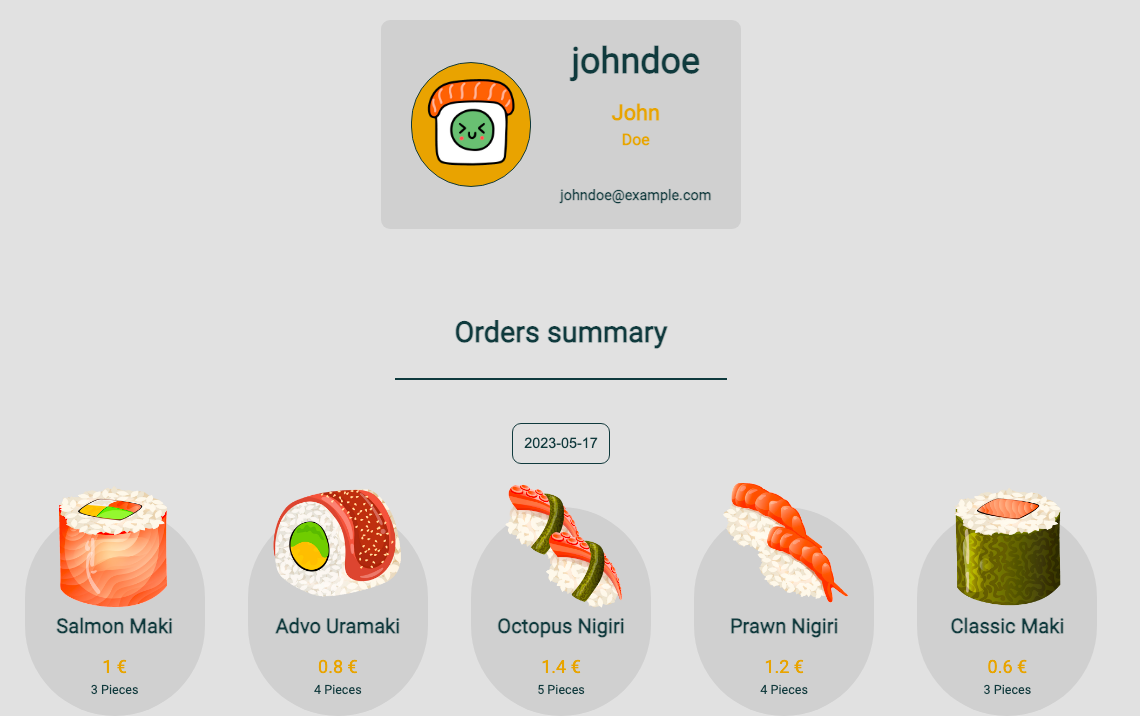 johndoe
John
Doe
johndoe@example.com
Orders summary
2023-05-17
Salmon Maki
1 €
3 Pieces
Advo Uramaki
0.8 €
4 Pieces
Octopus Nigiri
1.4 €
5 Pieces
Prawn Nigiri
1.2 €
4 Pieces
Classic Maki
0.6 €
3 Pieces